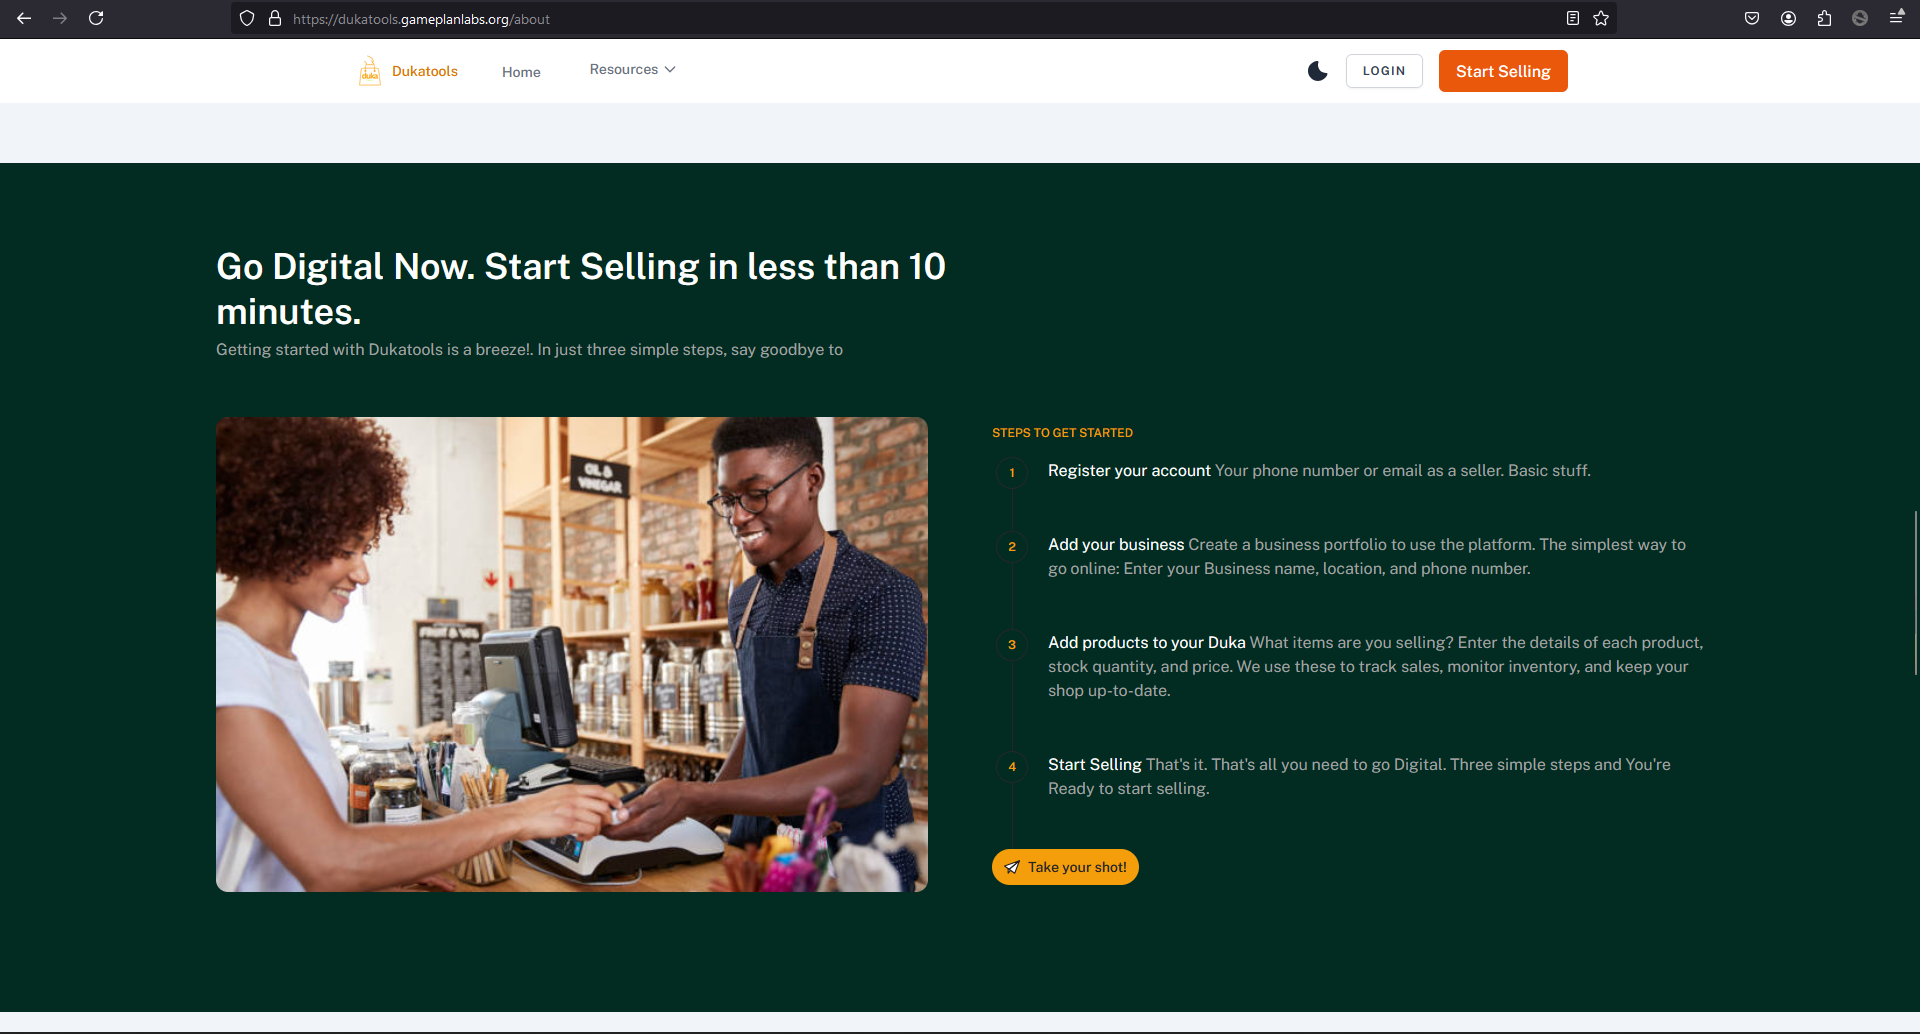 https://dukatools.gameplanlabs.org/about
duka
Dukatools
Home
Resources
LOGIN
Start Selling
Go Digital Now. Start Selling in less than 10
minutes.
Getting started with Dukatools is a breeze!. In just three simple steps, say goodbye to
OIL &
VINEGAR
FRUIT & VEG
STEPS TO GET STARTED
1
Register your account Your phone number or email as a seller. Basic stuff.
2
Add your business Create a business portfolio to use the platform. The simplest way to
go online: Enter your Business name, location, and phone number.
3
Add products to your Duka What items are you selling? Enter the details of each product,
stock quantity, and price. We use these to track sales, monitor inventory, and keep your
shop up-to-date.
4
Start Selling That's it. That's all you need to go Digital. Three simple steps and You're
Ready to start selling.
Take your shot!